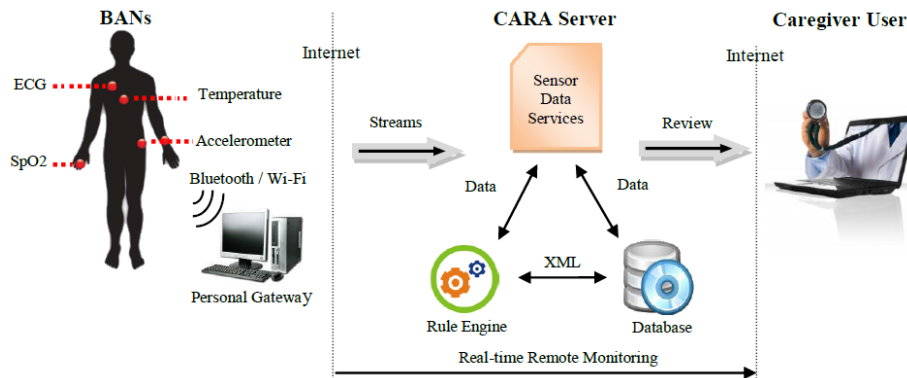 BANs
CARA Server
Caregiver User
Internet
Internet
ECG
Temperature
Accelerometer
SpO2
Bluetooth / Wi-Fi
Personal Gateway
Streams
Sensor
Data
Services
Review
Data
Data
XML
Rule Engine
Database
Real-time Remote Monitoring